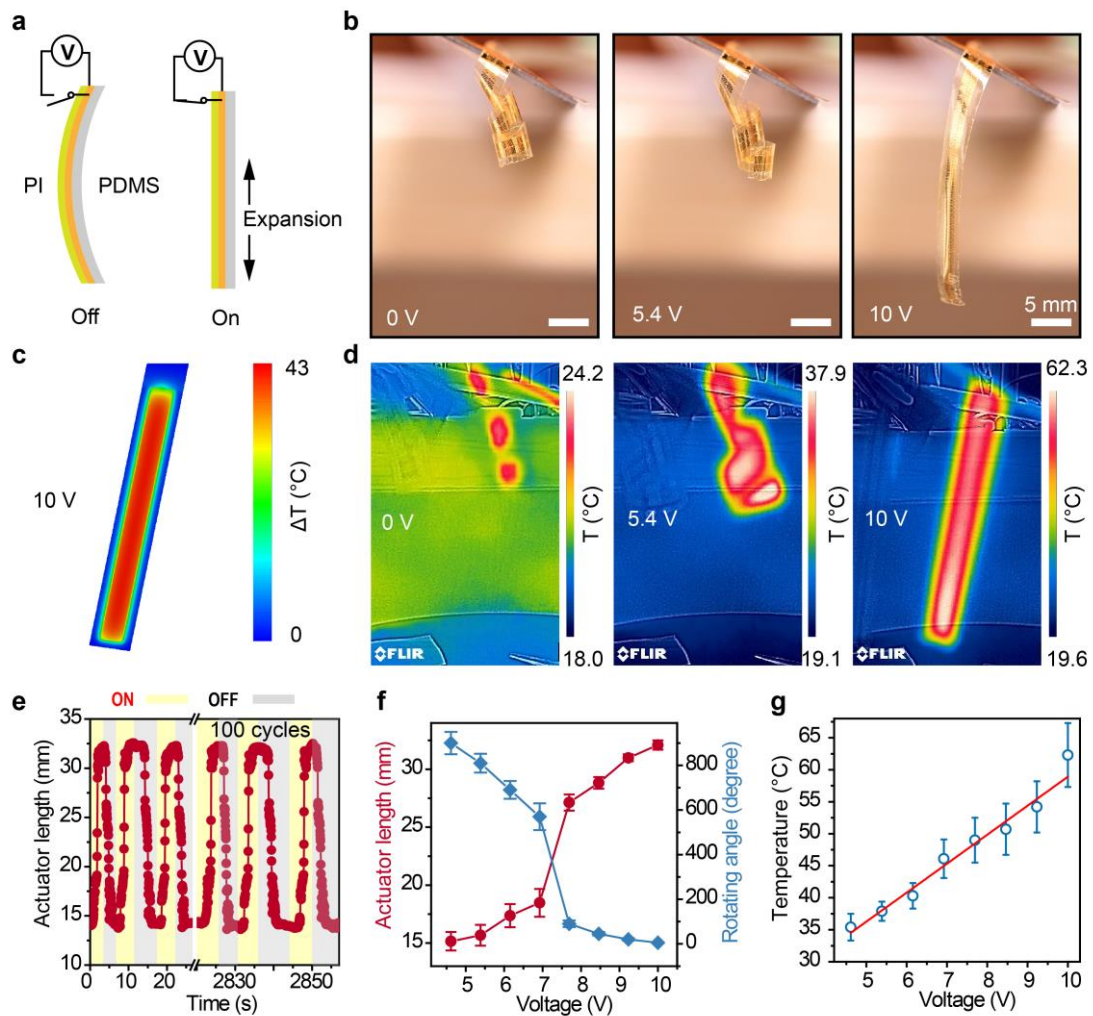 a
V
V
PI
PDMS
Expansion
Off
On
b
0 V
5.4 V
10 V
5 mm
c
10 V
43
ΔT (°C)
0
d
24.2
0 V
T (°C)
FLIR
18.0
37.9
5.4 V
T (°C)
FLIR
19.1
62.3
10 V
T (°C)
FLIR
19.6
e
ON OFF
100 cycles
Actuator length (mm)
35
30
25
20
15
10
0 10 20 2830 2850
Time (s)
f
Actuator length (mm)
30
25
20
15
Rotating angle (degree)
800
600
400
200
0
5 6 7 8 9 10
Voltage (V)
g
Temperature (°C)
65
60
55
50
45
40
35
30
5 6 7 8 9 10
Voltage (V)